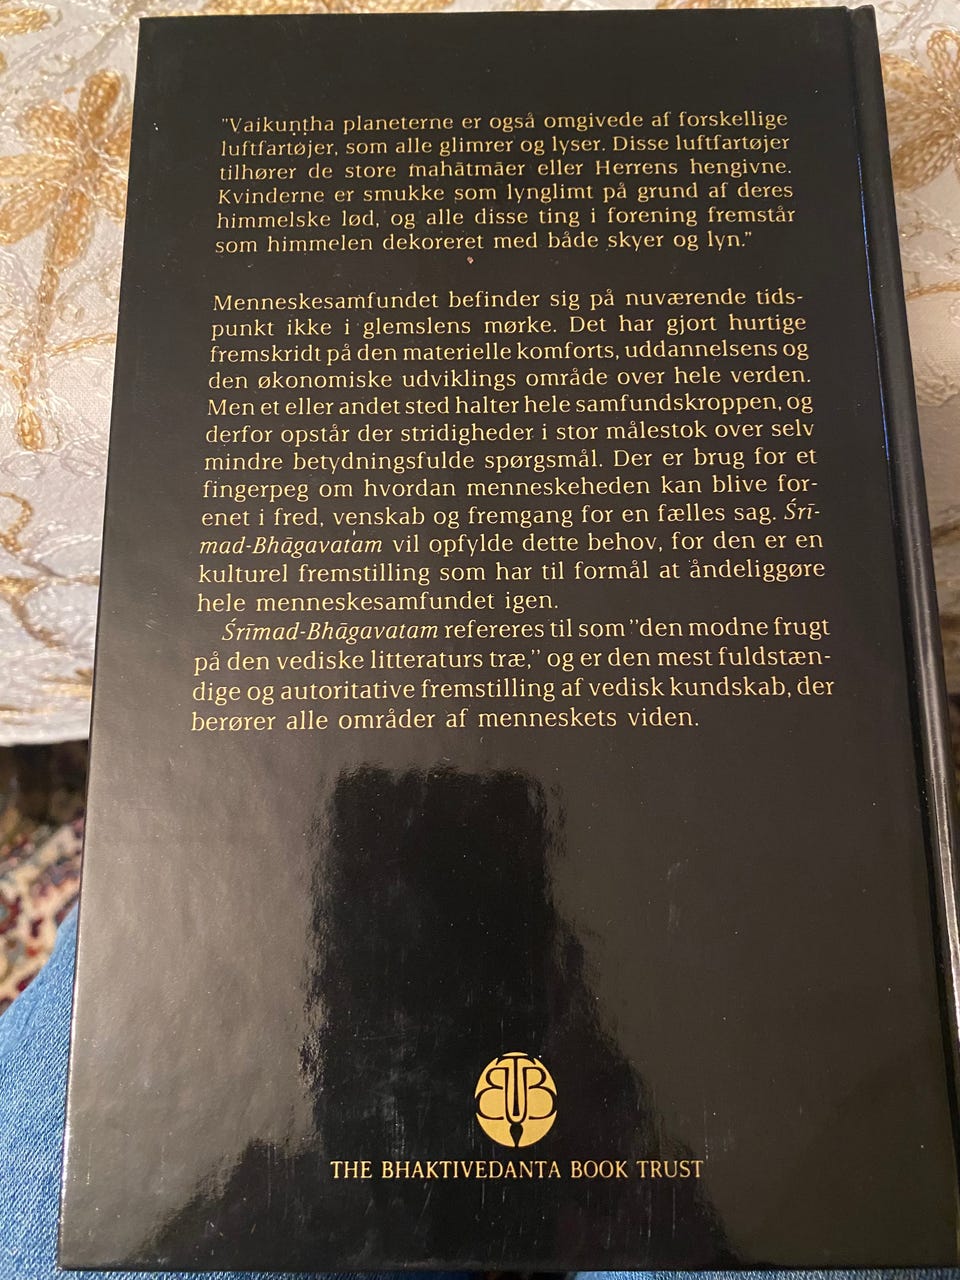 "Vaikuṇṭha planeterne er også omgivede af forskellige
luftfartøjer, som alle glimrer og lyser. Disse luftfartøjer
tilhører de store mahātmāer eller Herrens hengivne.
Kvinderne er smukke som lynglimt på grund af deres
himmelske lød, og alle disse ting i forening fremstår
som himmelen dekoreret med både skyer og lyn."
Menneskesamfundet befinder sig på nuværende tids-
punkt ikke i glemslens mørke. Det har gjort hurtige
fremskridt på den materielle komforts, uddannelsens og
den økonomiske udviklings område over hele verden.
Men et eller andet sted halter hele samfundskroppen, og
derfor opstår der stridigheder i stor målestok over selv
mindre betydningsfulde spørgsmål. Der er brug for et
fingerpeg om hvordan menneskeheden kan blive for-
enet i fred, venskab og fremgang for en fælles sag. Śrī-
mad-Bhāgavatam vil opfylde dette behov, for den er en
kulturel fremstilling som har til formål at åndeliggøre
hele menneskesamfundet igen.
Śrīmad-Bhāgavatam refereres til som "den modne frugt
på den vediske litteraturs træ," og er den mest fuldstæn-
dige og autoritative fremstilling af vedisk kundskab, der
berører alle områder af menneskets viden.
BTB
THE BHAKTIVEDANTA BOOK TRUST